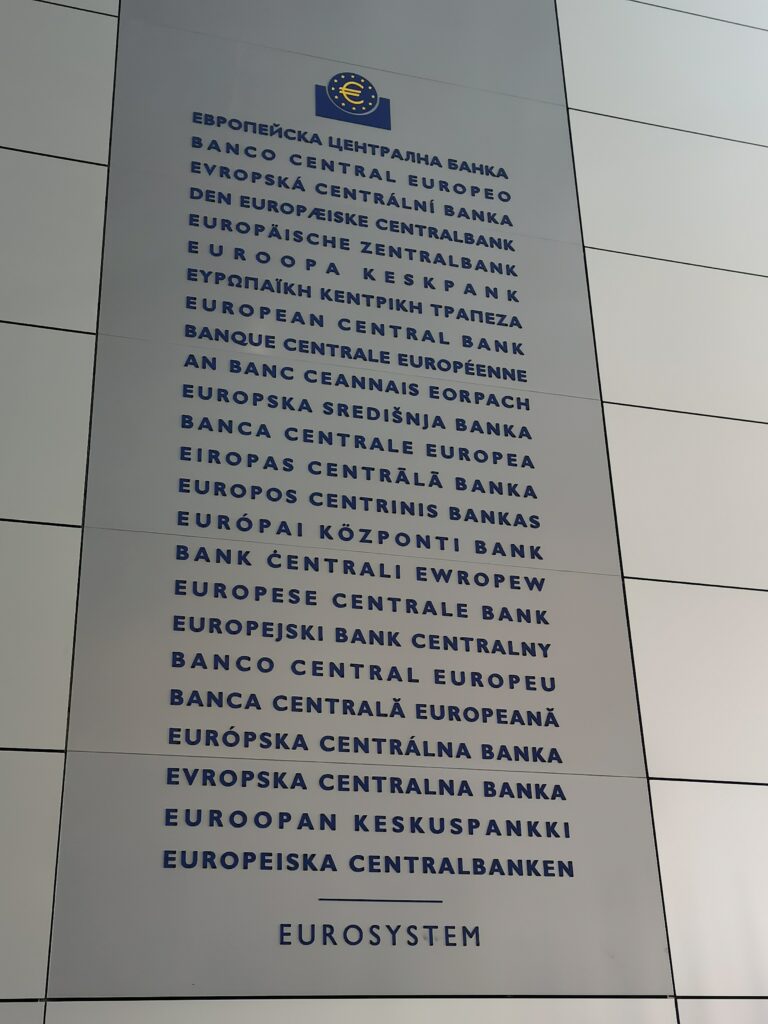 €
ЕВРОПЕЙСКА ЦЕНТРАЛНА БАНКА
BANCO CENTRAL EUROPEO
EVROPSKÁ CENTRÁLNÍ BANKA
DEN EUROPÆISKE CENTRALBANK
EUROPÄISCHE ZENTRALBANK
EUROOPA KESKPANK
ΕΥΡΩΠΑΪΚΗ ΚΕΝΤΡΙΚΗ ΤΡΑΠΕΖΑ
EUROPEAN CENTRAL BANK
BANQUE CENTRALE EUROPÉENNE
AN BANC CEANNAIS EORPACH
EUROPSKA SREDIŠNJA BANKA
BANCA CENTRALE EUROPEA
EIROPAS CENTRĀLĀ BANKA
EUROPOS CENTRINIS BANKAS
EURÓPAI KÖZPONTI BANK
BANK ĊENTRALI EWROPEW
EUROPESE CENTRALE BANK
EUROPEJSKI BANK CENTRALNY
BANCO CENTRAL EUROPEU
BANCA CENTRALĂ EUROPEANĂ
EURÓPSKA CENTRÁLNA BANKA
EVROPSKA CENTRALNA BANKA
EUROOPAN KESKUSPANKKI
EUROPEISKA CENTRALBANKEN
EUROSYSTEM